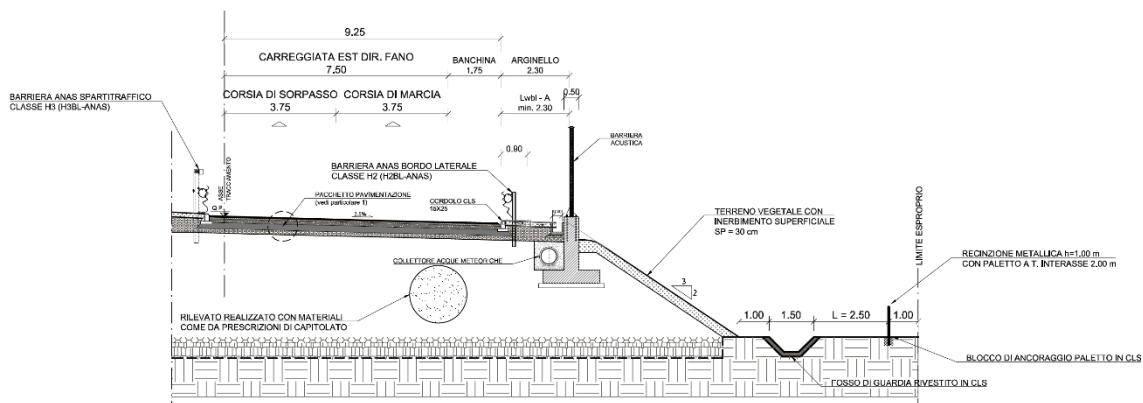 9.25
CARREGGIATA EST DIR. FANO
7.50
BANCHINA
1.75
ARGINELLO
2.30
BARRIERA ANAS SPARTITRAFFICO
CLASSE H3 (H3BL-ANAS)
CORSIA DI SORPASSO
3.75
CORSIA DI MARCIA
3.75
Lwbl - A
min. 2.30
0.50
BARRIERA
ACUSTICA
0.90
ASSE
TRACCIAMENTO
BARRIERA ANAS BORDO LATERALE
CLASSE H2 (H2BL-ANAS)
PACCHETTO PAVIMENTAZIONE
(vedi particolare 1)
CORDOLO CLS
TERRENO VEGETALE CON
INERBIMENTO SUPERFICIALE
SP = 30 cm
LIMITE ESPROPRIO
RECINZIONE METALLICA h=1,00 m
CON PALETTO A T. INTERASSE 2.00 m
COLLETTORE ACQUE METEORICHE
3
2
RILEVATO REALIZZATO CON MATERIALI
COME DA PRESCRIZIONI DI CAPITOLATO
1.00
1.50
L = 2.50
1.00
BLOCCO DI ANCORAGGIO PALETTO IN CLS
FOSSO DI GUARDIA RIVESTITO IN CLS